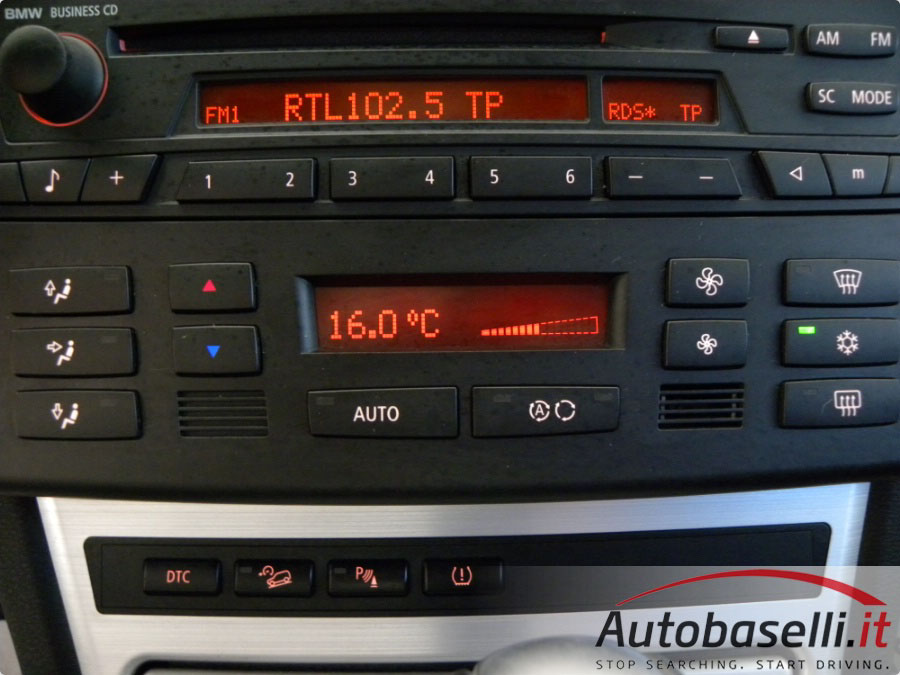 BMW BUSINESS CD
AM FM
FM1 RTL102.5 TP RDS* TP
SC MODE
+ 1 2 3 4 5 6 — — m
16.0 ºC
AUTO A
DTC P
(!)
Autobaselli.it
STOP SEARCHING. START DRIVING.